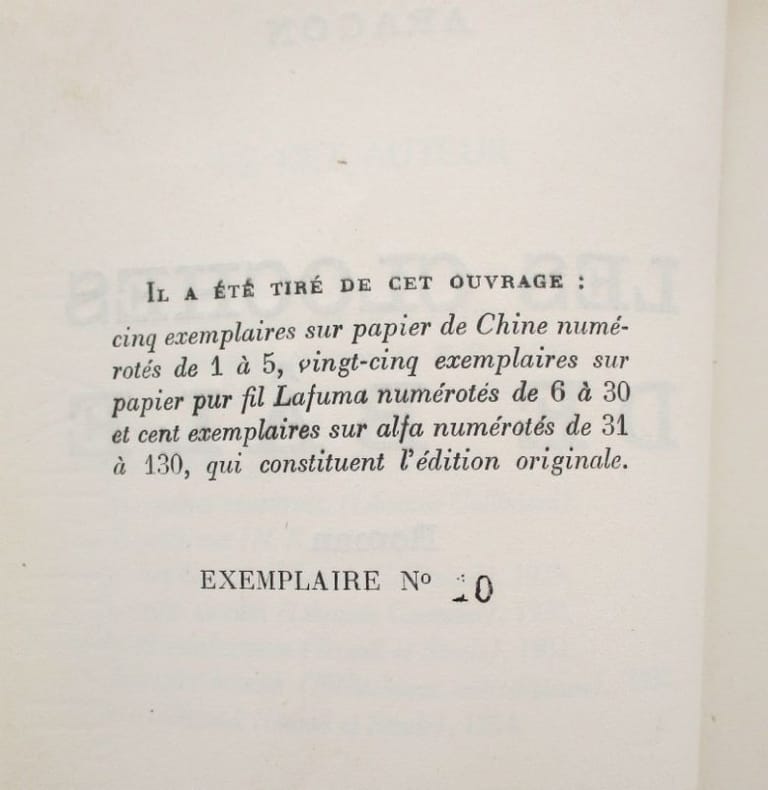 IL A ÉTÉ TIRÉ DE CET OUVRAGE :
cinq exemplaires sur papier de Chine numé-
rotés de 1 à 5, vingt-cinq exemplaires sur
papier pur fil Lafuma numérotés de 6 à 30
et cent exemplaires sur alfa numérotés de 31
à 130, qui constituent l'édition originale.
EXEMPLAIRE Nº